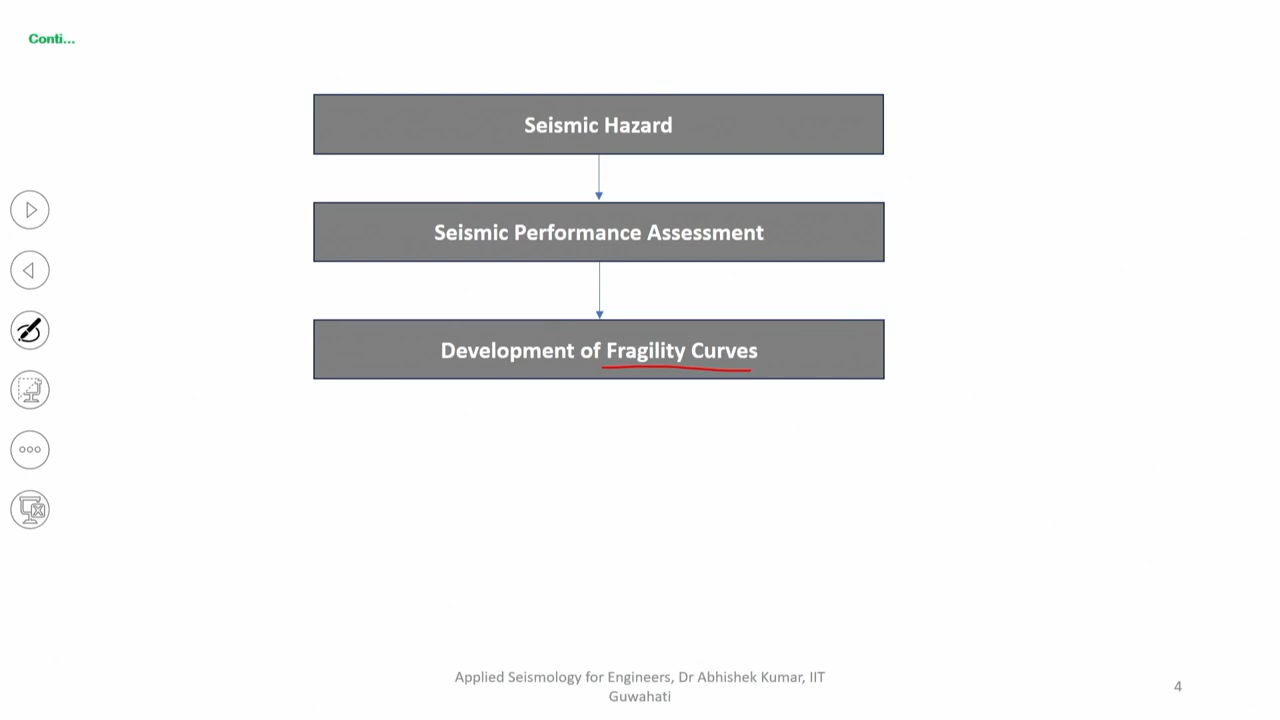 Conti...
Seismic Hazard
Seismic Performance Assessment
Development of Fragility Curves
Applied Seismology for Engineers, Dr Abhishek Kumar, IIT
Guwahati
4